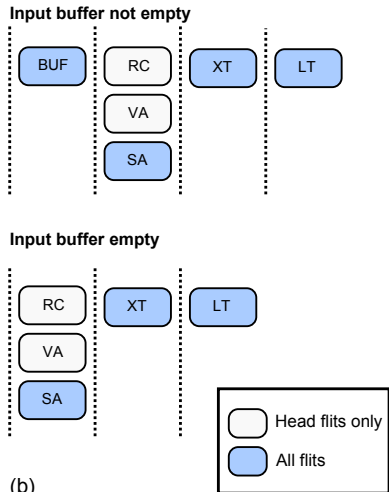 Input buffer not empty
BUF RC XT LT
VA
SA
Input buffer empty
RC XT LT
VA
SA
Head flits only
All flits
(b)